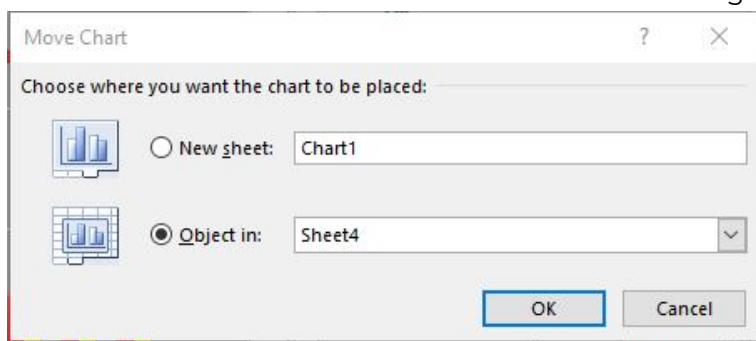 Move Chart ?
Choose where you want the chart to be placed:
New sheet: Chart1
Object in: Sheet4
OK Cancel